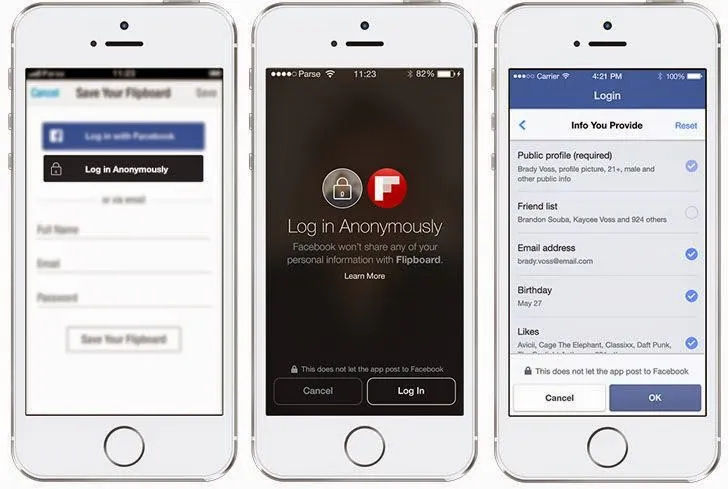 Parse 11:23
Cancel Save Your Flipboard Save
Log in with Facebook
Log in Anonymously
or via email
Full Name
Email
Password
Save Your Flipboard
Parse 11:23 82%
Log in Anonymously
Facebook won't share any of your
personal information with Flipboard.
Learn More
This does not let the app post to Facebook
Cancel Log In
Carrier 4:21 PM 100%
Login
Info You Provide Reset
Public profile (required)
Brady Voss, profile picture, 21+, male and
other public info
Friend list
Brandon Souba, Kaycee Voss and 924 others
Email address
brady.voss@email.com
Birthday
May 27
Likes
Avicii, Cage The Elephant, Classixx, Daft Punk,
This does not let the app post to Facebook
Cancel OK